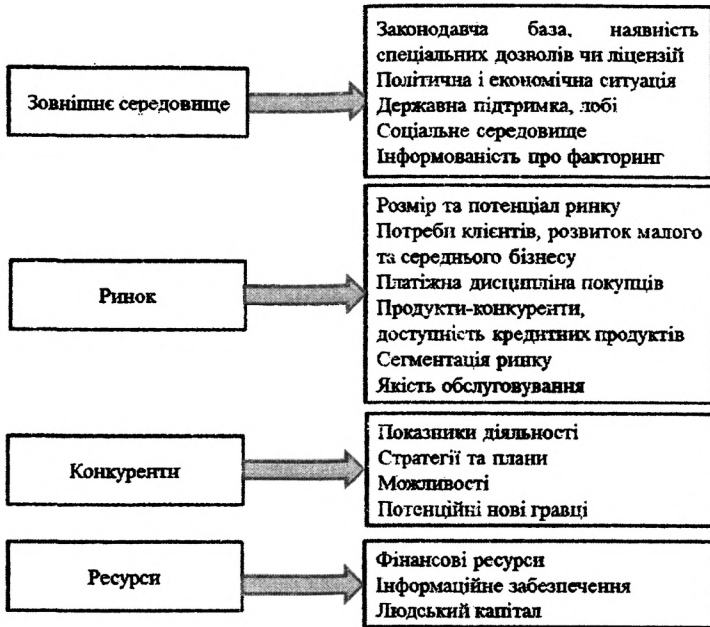 Зовнішнє середовище
Законодавча база, наявність
спеціальних дозволів чи ліцензій
Політична і економічна ситуація
Державна підтримка, лобі
Соціальне середовище
Інформованість про факторинг
Ринок
Розмір та потенціал ринку
Потреби клієнтів, розвиток малого
та середнього бізнесу
Платіжна дисципліна покупців
Продукти-конкуренти,
доступність кредитних продуктів
Сегментація ринку
Якість обслуговування
Конкуренти
Показники діяльності
Стратегії та плани
Можливості
Потенційні нові гравці
Ресурси
Фінансові ресурси
Інформаційне забезпечення
Людський капітал